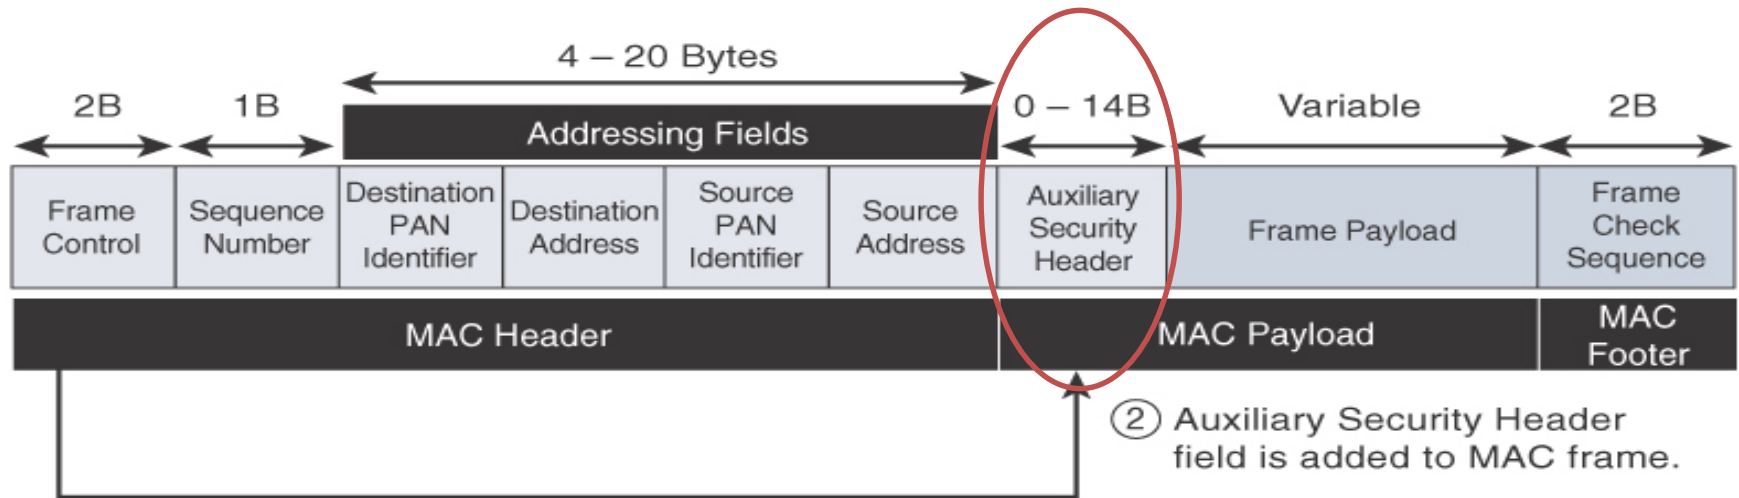 4 – 20 Bytes
2B
1B
Addressing Fields
0 – 14B
Variable
2B
Frame
Control
Sequence
Number
Destination
PAN
Identifier
Destination
Address
Source
PAN
Identifier
Source
Address
Auxiliary
Security
Header
Frame Payload
Frame
Check
Sequence
MAC Header
MAC Payload
MAC
Footer
2 Auxiliary Security Header
field is added to MAC frame.